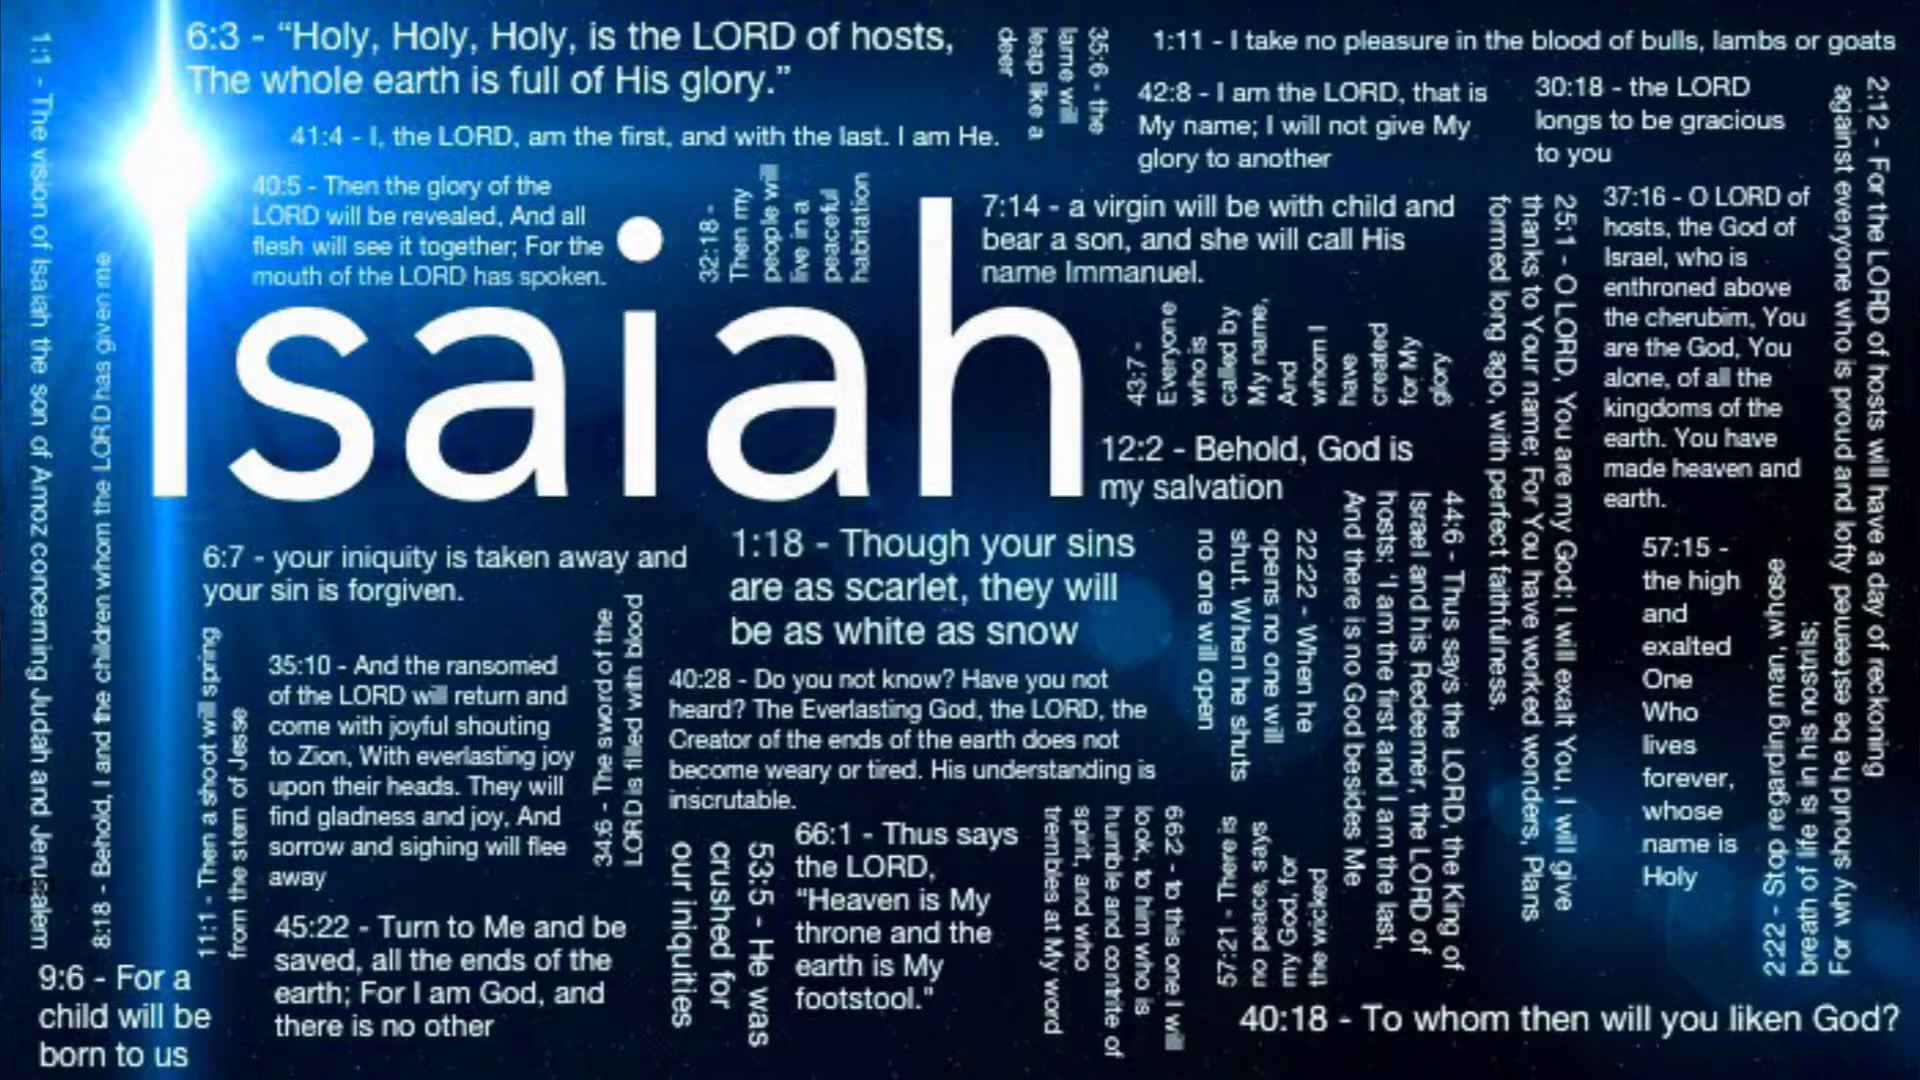 1:1 - The vision of Isaiah the son of Amoz concerning Judah and Jerusalem
8:18 - Behold, I and the children whom the LORD has given me
6:3 - “Holy, Holy, Holy, is the LORD of hosts,
The whole earth is full of His glory.”
41:4 - I, the LORD, am the first, and with the last. I am He.
40:5 - Then the glory of the
LORD will be revealed, And all
flesh will see it together; For the
mouth of the LORD has spoken.
32:18 -
Then my
people will
live in a
peaceful
habitation
35:6 - the
lame will
leap like a
deer
1:11 - I take no pleasure in the blood of bulls, lambs or goats
42:8 - I am the LORD, that is
My name; I will not give My
glory to another
30:18 - the LORD
longs to be gracious
to you
2:12 - For the LORD of hosts will have a day of reckoning
against everyone who is proud and lofty
7:14 - a virgin will be with child and
bear a son, and she will call His
name Immanuel.
Isaiah
43:7 -
Everyone
who is
called by
My name,
And
whom I
have
created
for My
glory
25:1 - O LORD, You are my God; I will exalt You, I will give
thanks to Your name; For You have worked wonders, Plans
formed long ago, with perfect faithfulness.
37:16 - O LORD of
hosts, the God of
Israel, who is
enthroned above
the cherubim, You
are the God, You
alone, of all the
kingdoms of the
earth. You have
made heaven and
earth.
12:2 - Behold, God is
my salvation
6:7 - your iniquity is taken away and
your sin is forgiven.
1:18 - Though your sins
are as scarlet, they will
be as white as snow
22:22 - When he
opens no one will
shut. When he shuts
no one will open
44:6 - Thus says the LORD, the King of
Israel and his Redeemer, the LORD of
hosts; 'I am the first and I am the last,
And there is no God besides Me
57:15 -
the high
and
exalted
One
Who
lives
forever,
whose
name is
Holy
2:22 - Stop regarding man, whose
breath of life is in his nostrils;
For why should he be esteemed
11:1 - Then a shoot will spring
from the stem of Jesse
35:10 - And the ransomed
of the LORD will return and
come with joyful shouting
to Zion, With everlasting joy
upon their heads. They will
find gladness and joy, And
sorrow and sighing will flee
away
34:6 - The sword of the
LORD is filled with blood
40:28 - Do you not know? Have you not
heard? The Everlasting God, the LORD, the
Creator of the ends of the earth does not
become weary or tired. His understanding is
inscrutable.
53:5 - He was
crushed for
our iniquities
66:1 - Thus says
the LORD,
“Heaven is My
throne and the
earth is My
footstool."
66:2 - to this one I will
look, to him who is
humble and contrite of
spirit, and who
trembles at My word
57:21 - There is
no peace, says
my God, for
the wicked
9:6 - For a
child will be
born to us
45:22 - Turn to Me and be
saved, all the ends of the
earth; For I am God, and
there is no other
40:18 - To whom then will you liken God?